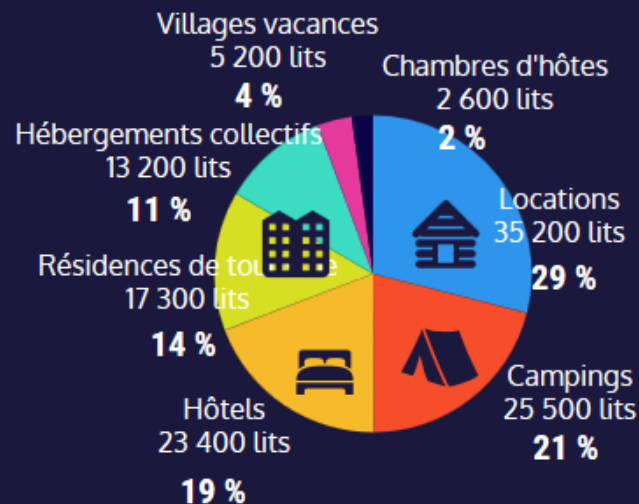 Villages vacances
5 200 lits
4 %
Chambres d'hôtes
2 600 lits
2 %
Hébergements collectifs
13 200 lits
11 %
Locations
35 200 lits
29 %
Résidences de tou
17 300 lits
14 %
Campings
25 500 lits
21 %
Hôtels
23 400 lits
19 %